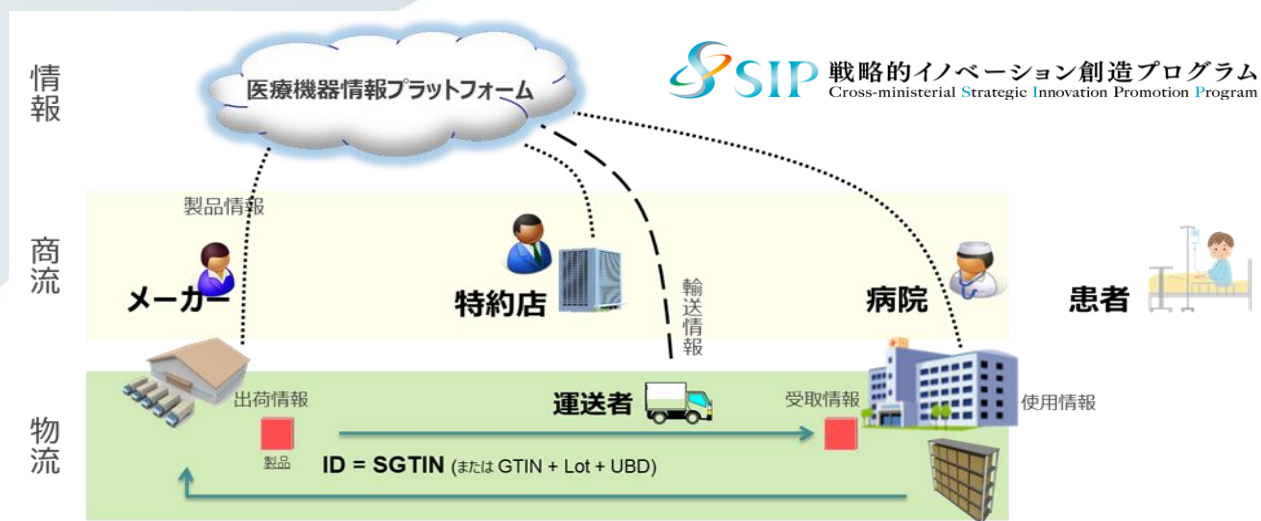 情報
医療機器情報プラットフォーム
SIP 戦略的イノベーション創造プログラム
Cross-ministerial Strategic Innovation Promotion Program
製品情報
商流
メーカー
特約店
輸送情報
病院
患者
物流
出荷情報
運送者
受取情報
使用情報
製品
ID = SGTIN (または GTIN + Lot + UBD)